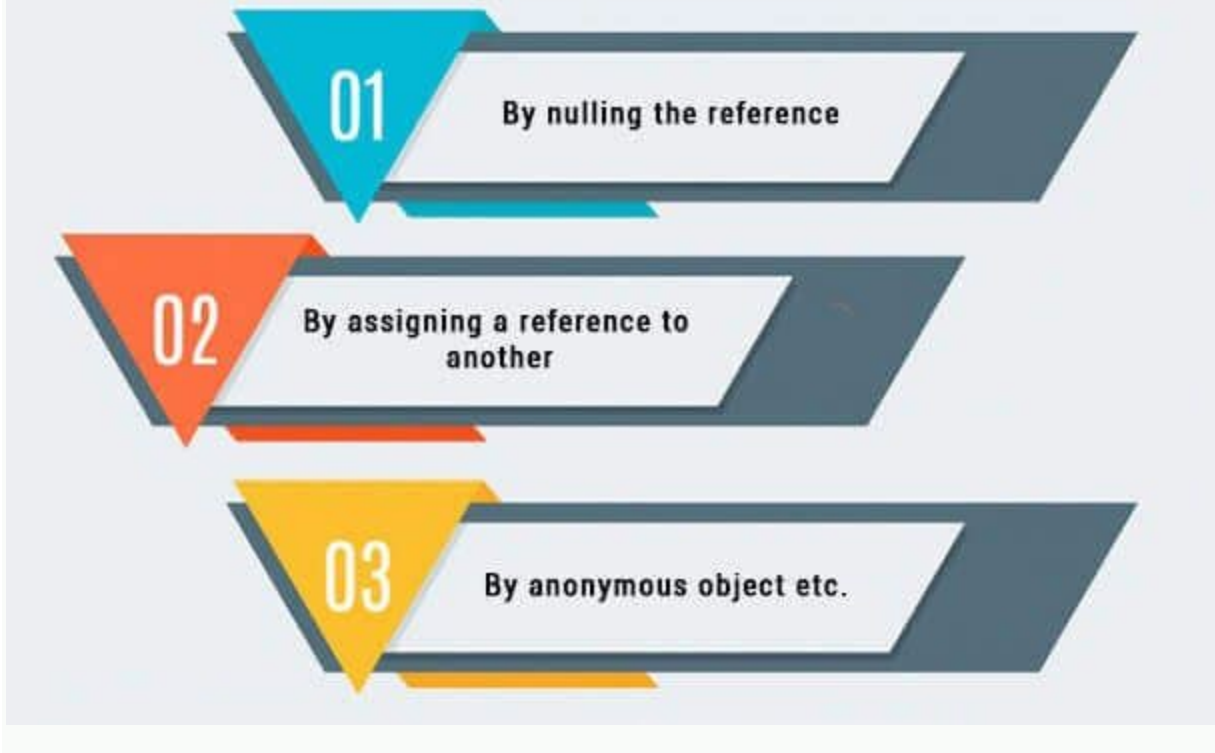 01
By nulling the reference
02
By assigning a reference to
another
03
By anonymous object etc.